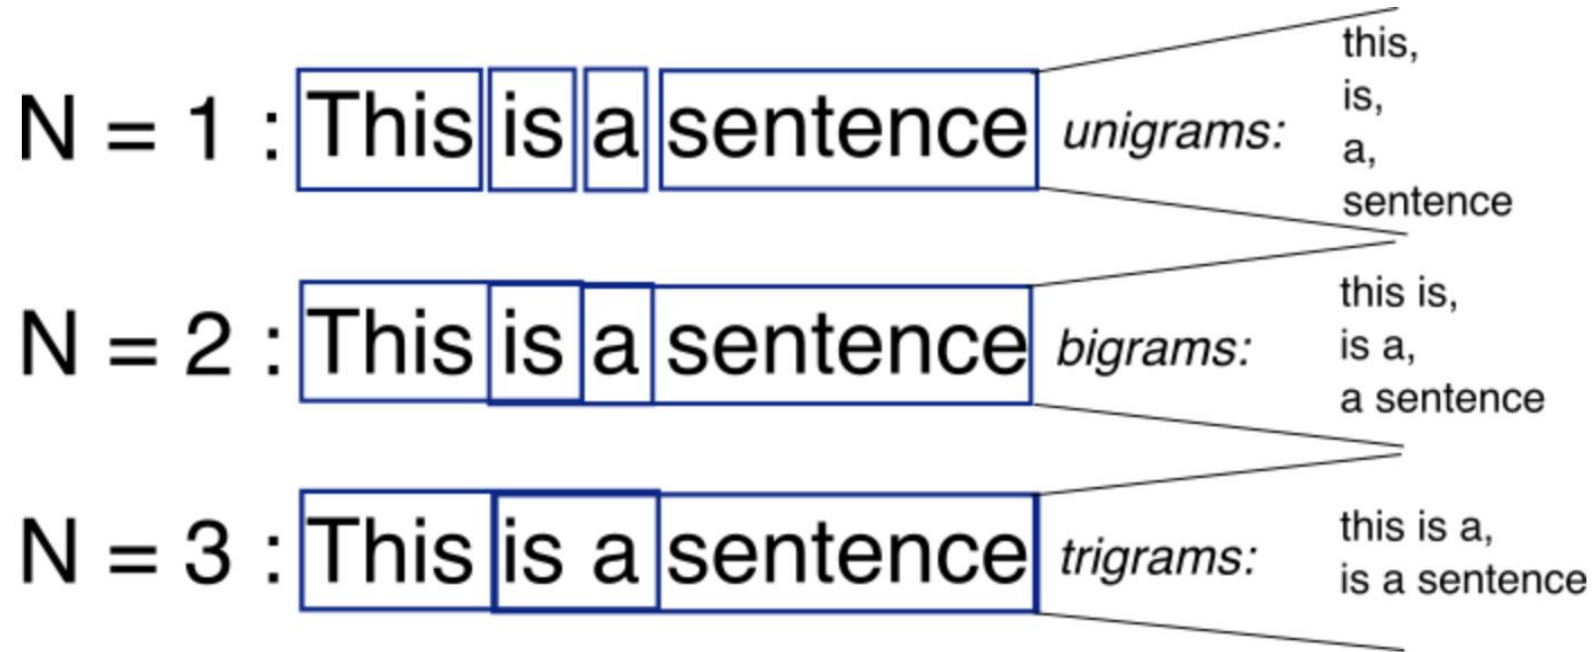 N = 1 : This is a sentence unigrams:
this,
is,
a,
sentence
N = 2 : This is a sentence bigrams:
this is,
is a,
a sentence
N = 3 : This is a sentence trigrams:
this is a,
is a sentence